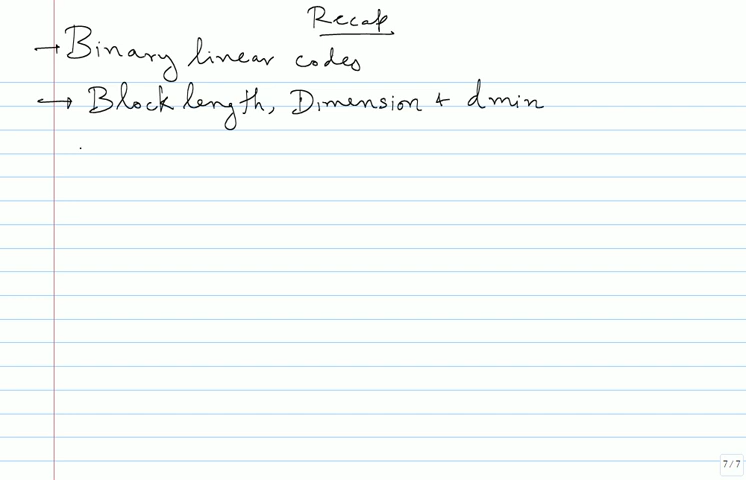 Recap
→ Binary linear codes
→ Block length, Dimension + dmin
7/7